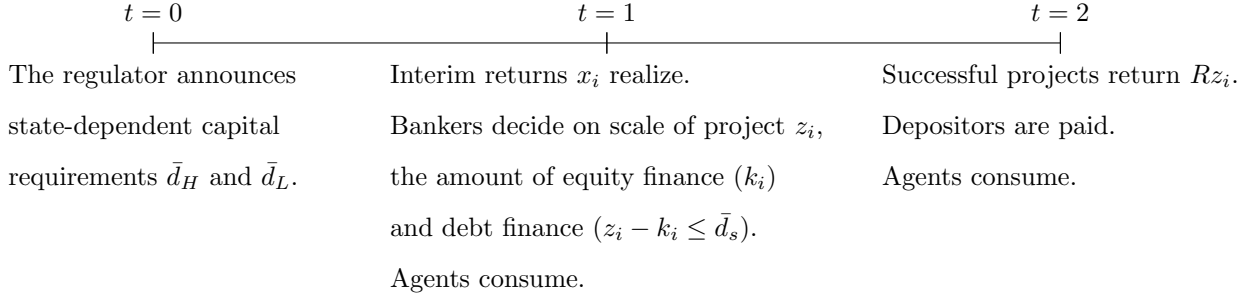 t = 0
t = 1
t = 2
The regulator announces
state-dependent capital
requirements d̄_H and d̄_L.
Interim returns x_i realize.
Bankers decide on scale of project z_i,
the amount of equity finance (k_i)
and debt finance (z_i − k_i ≤ d̄_s).
Agents consume.
Successful projects return Rz_i.
Depositors are paid.
Agents consume.